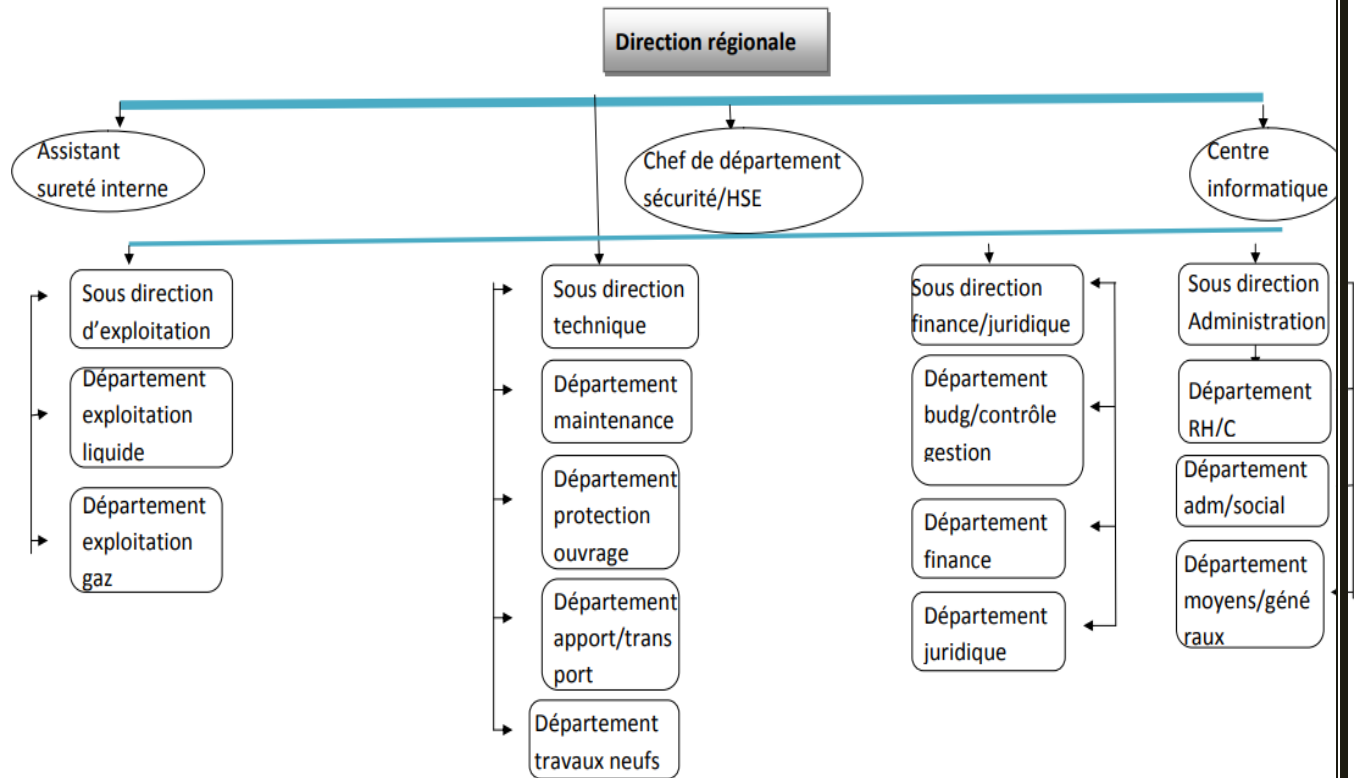 Direction régionale
Assistant
sureté interne
Chef de département
sécurité/HSE
Centre
informatique
Sous direction
d’exploitation
Département
exploitation
liquide
Département
exploitation
gaz
Sous direction
technique
Département
maintenance
Département
protection
ouvrage
Département
apport/trans
port
Département
travaux neufs
Sous direction
finance/juridique
Département
budg/contrôle
gestion
Département
finance
Département
juridique
Sous direction
Administration
Département
RH/C
Département
adm/social
Département
moyens/géné
raux